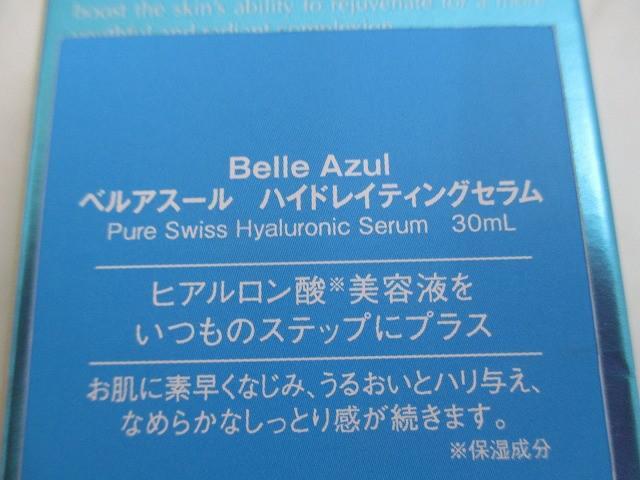 boost the skin's ability to rejuvenate for a more
youthful and radiant complexion
Belle Azul
ベルアスール　ハイドレイティングセラム
Pure Swiss Hyaluronic Serum　30mL
ヒアルロン酸※美容液を
いつものステップにプラス
お肌に素早くなじみ、うるおいとハリ与え、
なめらかなしっとり感が続きます。
※保湿成分